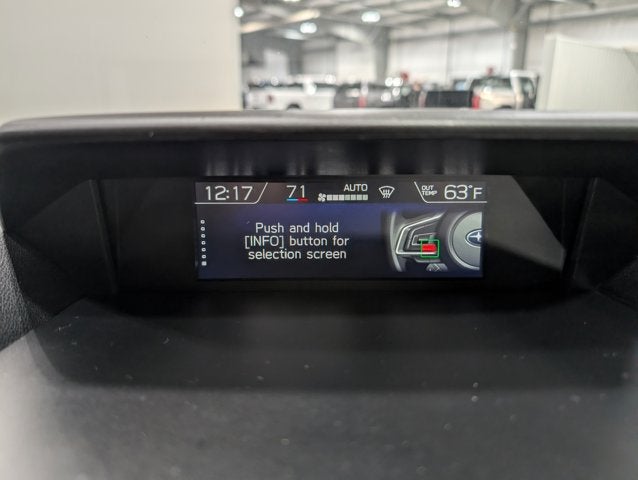 12:17 71 AUTO OUT TEMP 63°F
Push and hold
[INFO] button for
selection screen